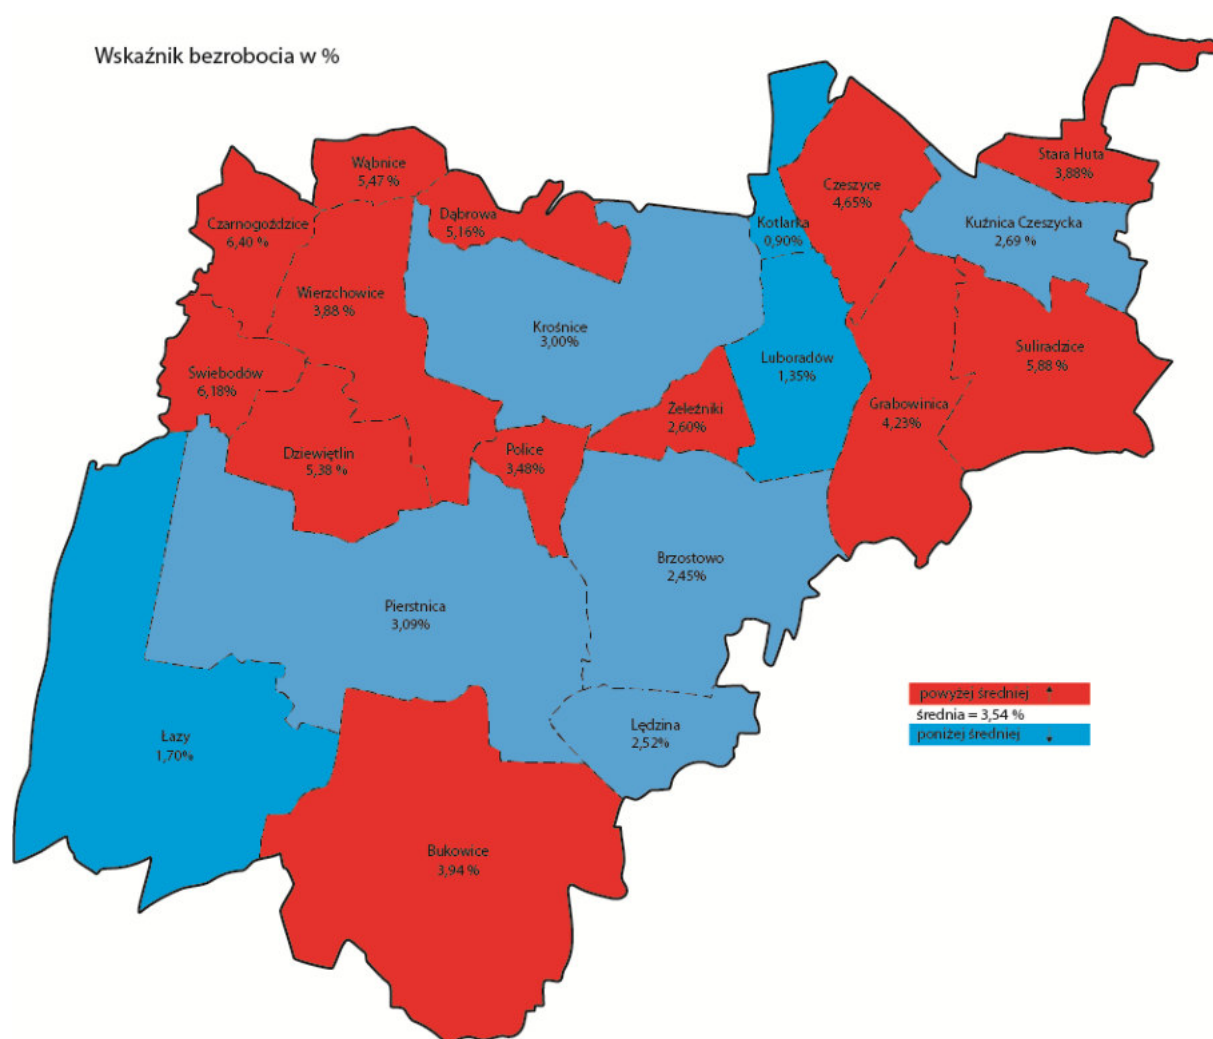 Wskaźnik bezrobocia w %
Stara Huta
3,88%
Wąbnice
5,47 %
Czeszyce
4,65%
Czarnogoździce
6,40 %
Dąbrowa
5,16%
Kotlarka
0,90%
Kuźnica Czeszycka
2,69 %
Wierzchowice
3,88 %
Krośnice
3,00%
Suliradzice
5,88 %
Świebodów
6,18%
Luboradów
1,35%
Żeleźniki
2,60%
Grabowinica
4,23%
Dziewiętlin
5,38 %
Police
3,48%
Brzostowo
2,45%
Pierstnica
3,09%
powyżej średniej
średnia = 3,54 %
poniżej średniej
Lędzina
2,52%
Łazy
1,70%
Bukowice
3,94 %